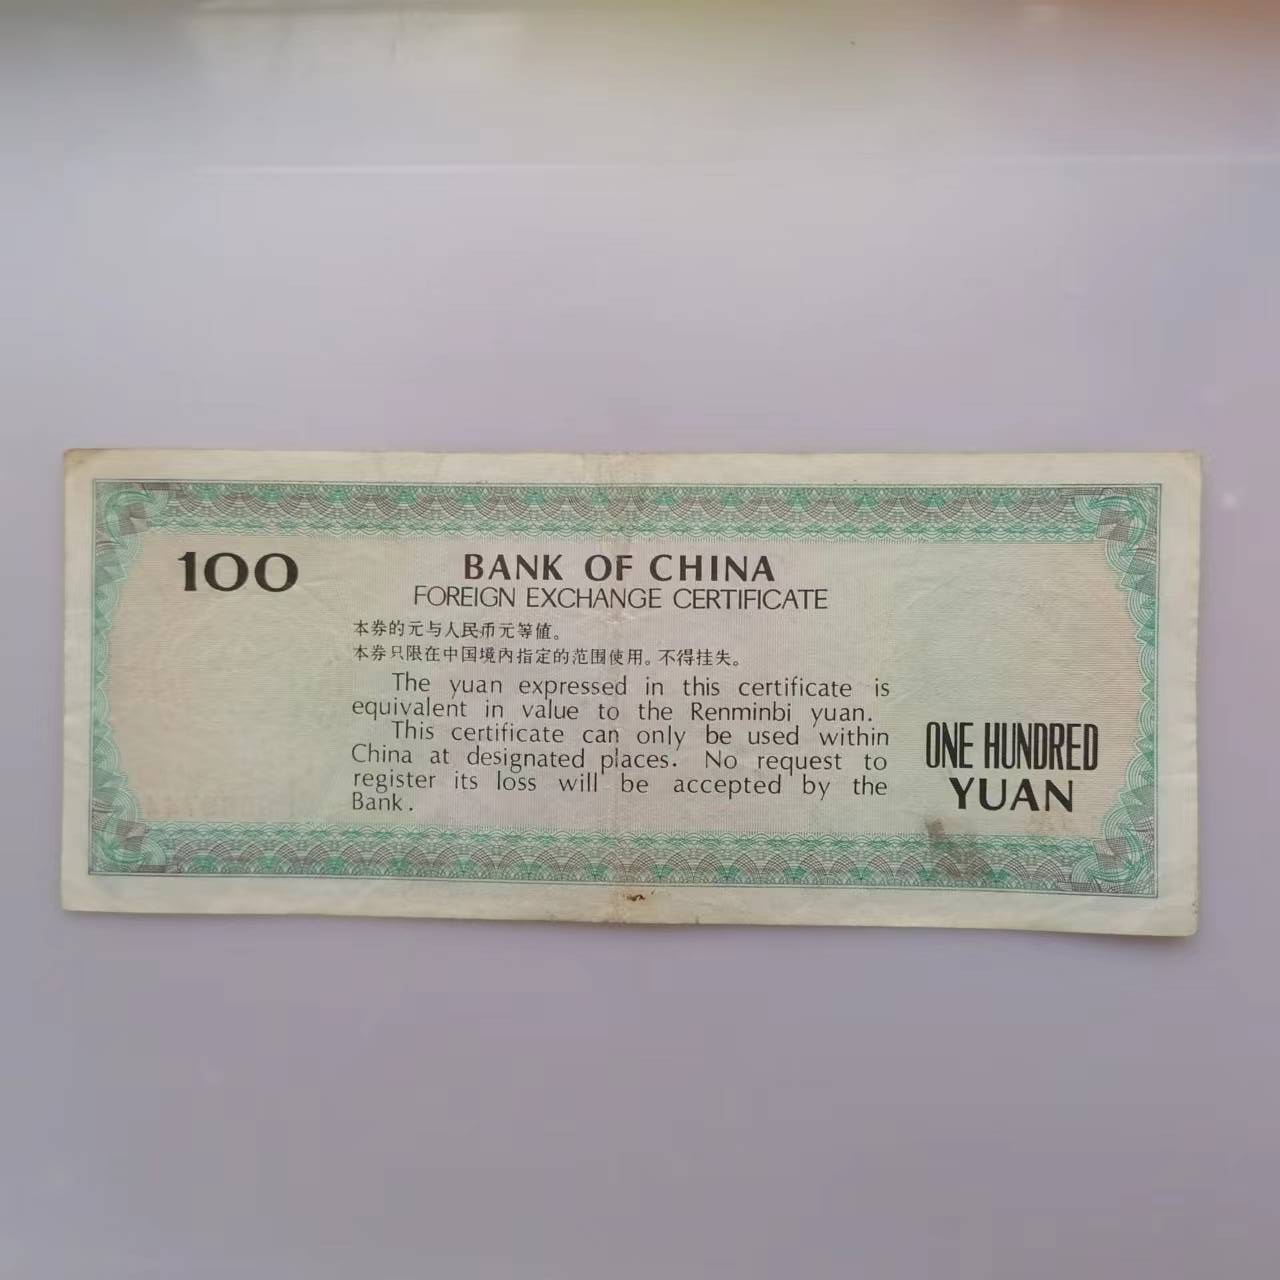 100
BANK OF CHINA
FOREIGN EXCHANGE CERTIFICATE
本券的元与人民币元等值。
本券只限在中国境内指定的范围使用。不得挂失。
The yuan expressed in this certificate is
equivalent in value to the Renminbi yuan.
This certificate can only be used within
China at designated places. No request to
register its loss will be accepted by the
Bank.
ONE HUNDRED
YUAN